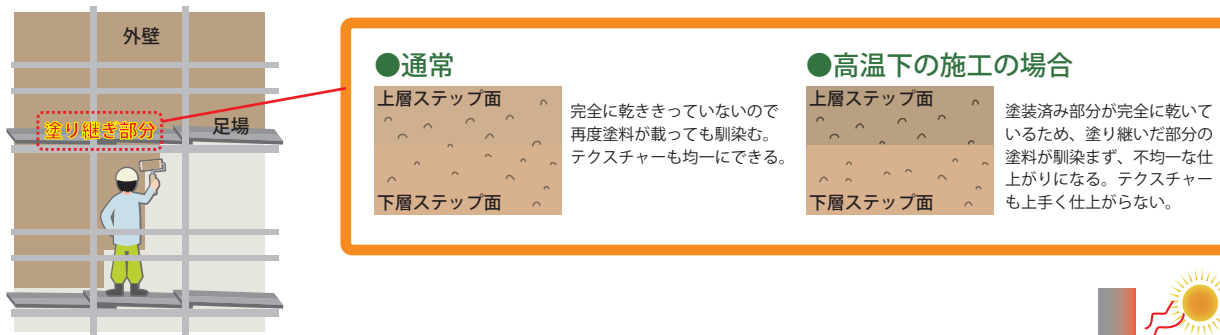 外壁
塗り継ぎ部分
足場
●通常
上層ステップ面
下層ステップ面
完全に乾ききっていないので
再度塗料が載っても馴染む。
テクスチャーも均一にできる。
●高温下の施工の場合
上層ステップ面
下層ステップ面
塗装済み部分が完全に乾いて
いるため、塗り継いだ部分の
塗料が馴染まず、不均一な仕
上がりになる。テクスチャー
も上手く仕上がらない。